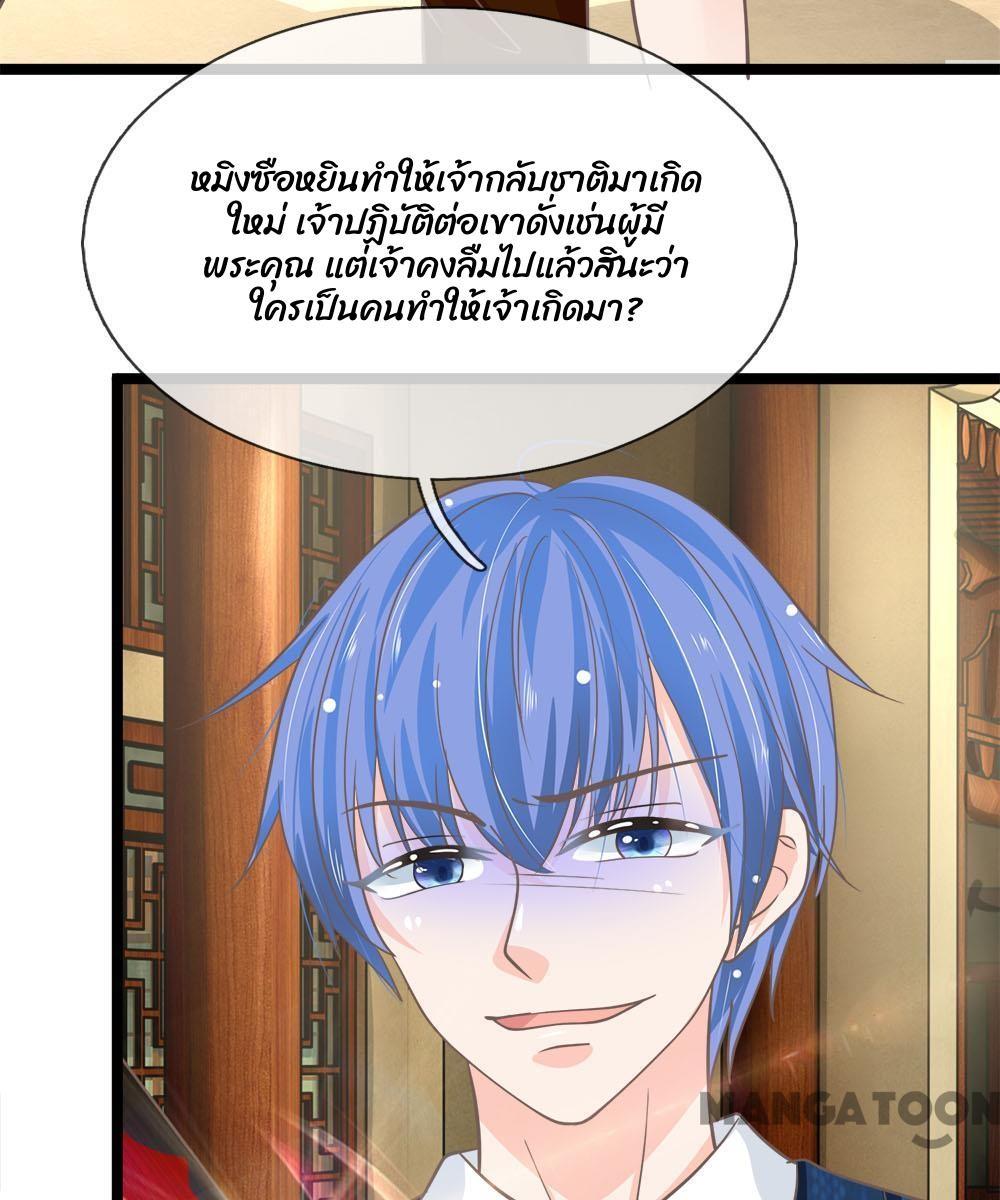 หมิงซือหยินทำให้เจ้ากลับชาติมาเกิด
ใหม่ เจ้าปฏิบัติต่อเขาดั่งเช่นผู้มี
พระคุณ แต่เจ้าคงลืมไปแล้วสินะว่า
ใครเป็นคนทำให้เจ้าเกิดมา?
MANGATOON